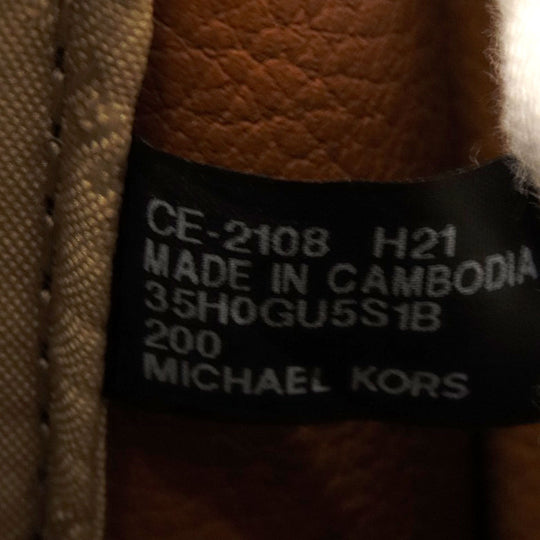 CE-2108 H21
MADE IN CAMBODIA
35H0GU5S1B
200
MICHAEL KORS